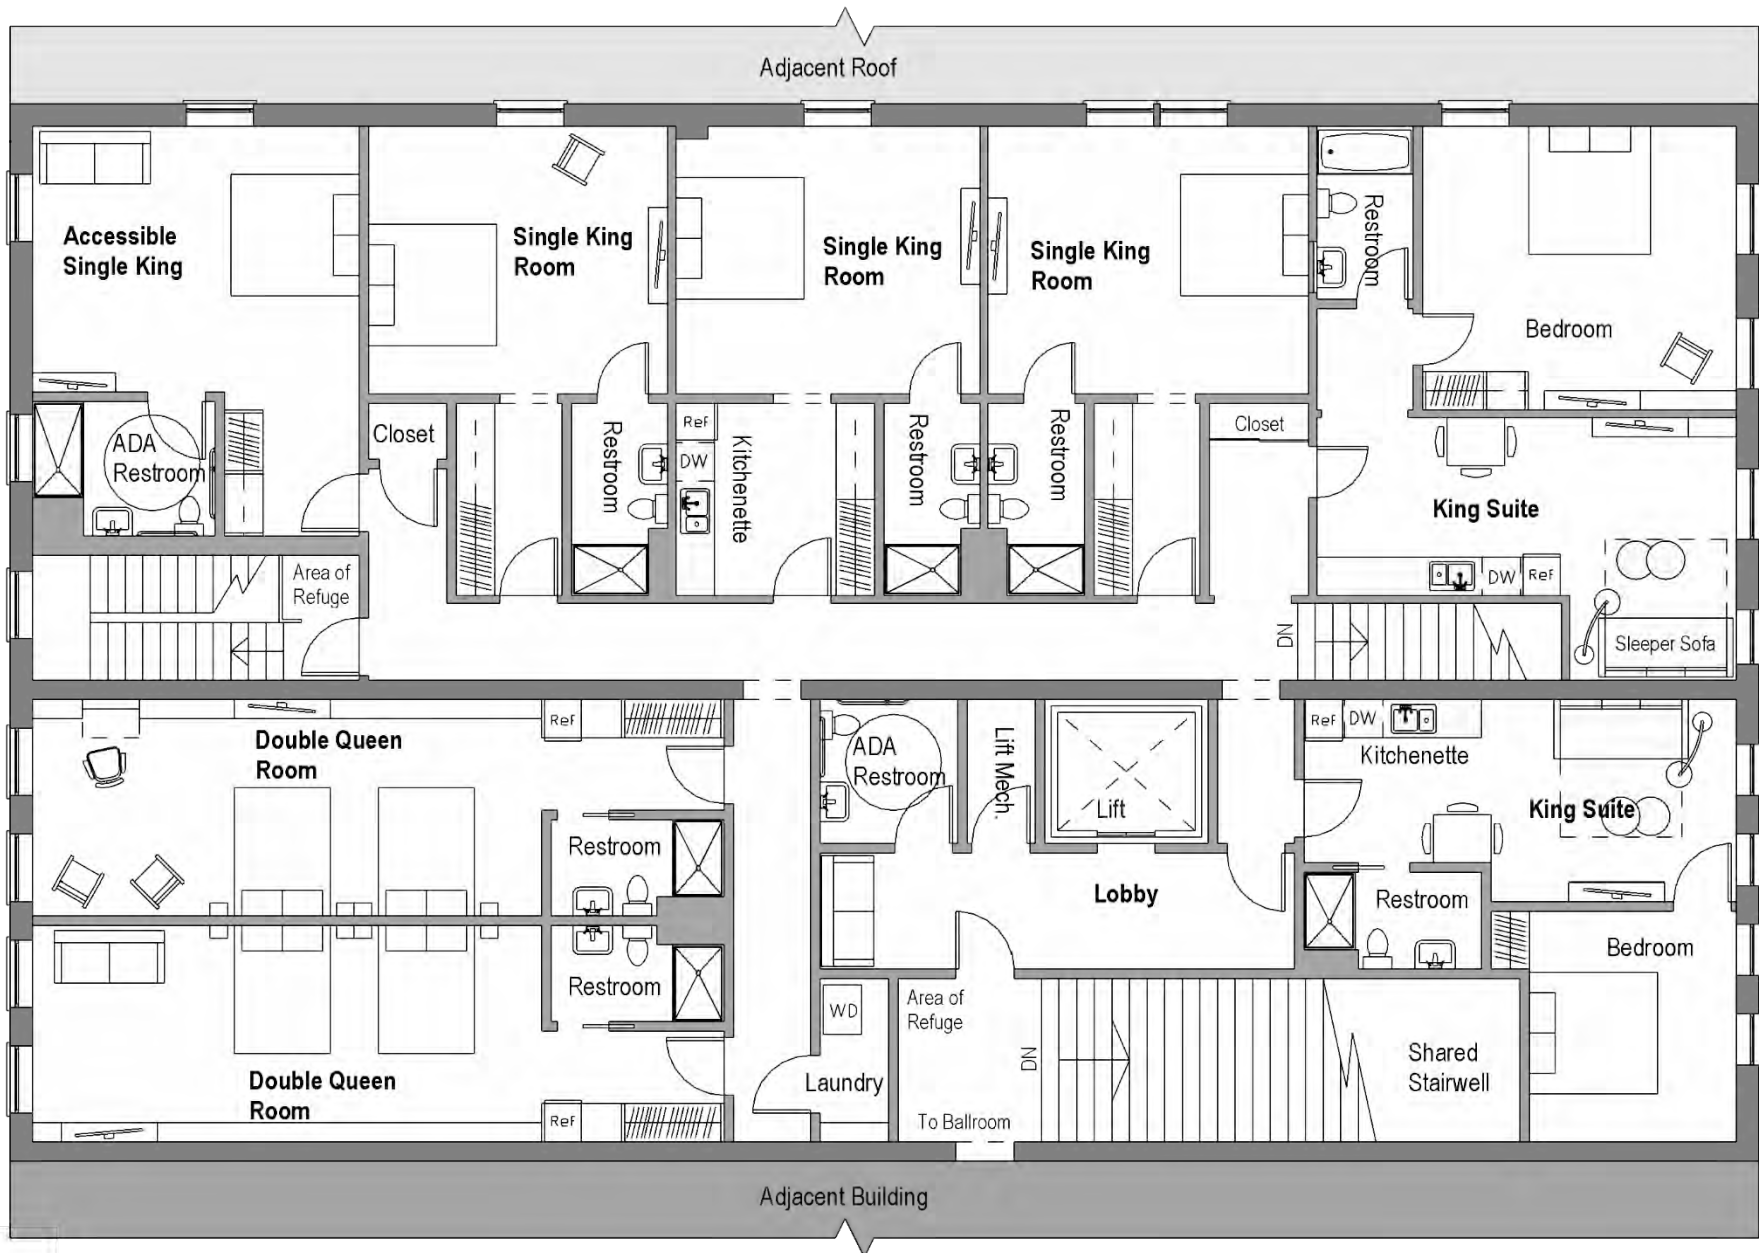 Adjacent Roof
Accessible
Single King
Single King
Room
Single King
Room
Single King
Room
Restroom
Bedroom
ADA
Restroom
Closet
Restroom
Ref
DW
Kitchenette
Restroom
Restroom
Closet
King Suite
DW
Ref
Area of
Refuge
DN
Sleeper Sofa
Double Queen
Room
Ref
ADA
Restroom
Lift Mech.
Lift
Ref
DW
Kitchenette
King Suite
Restroom
Lobby
Restroom
Bedroom
Restroom
WD
Area of
Refuge
DN
Shared
Stairwell
Double Queen
Room
Ref
Laundry
To Ballroom
Adjacent Building